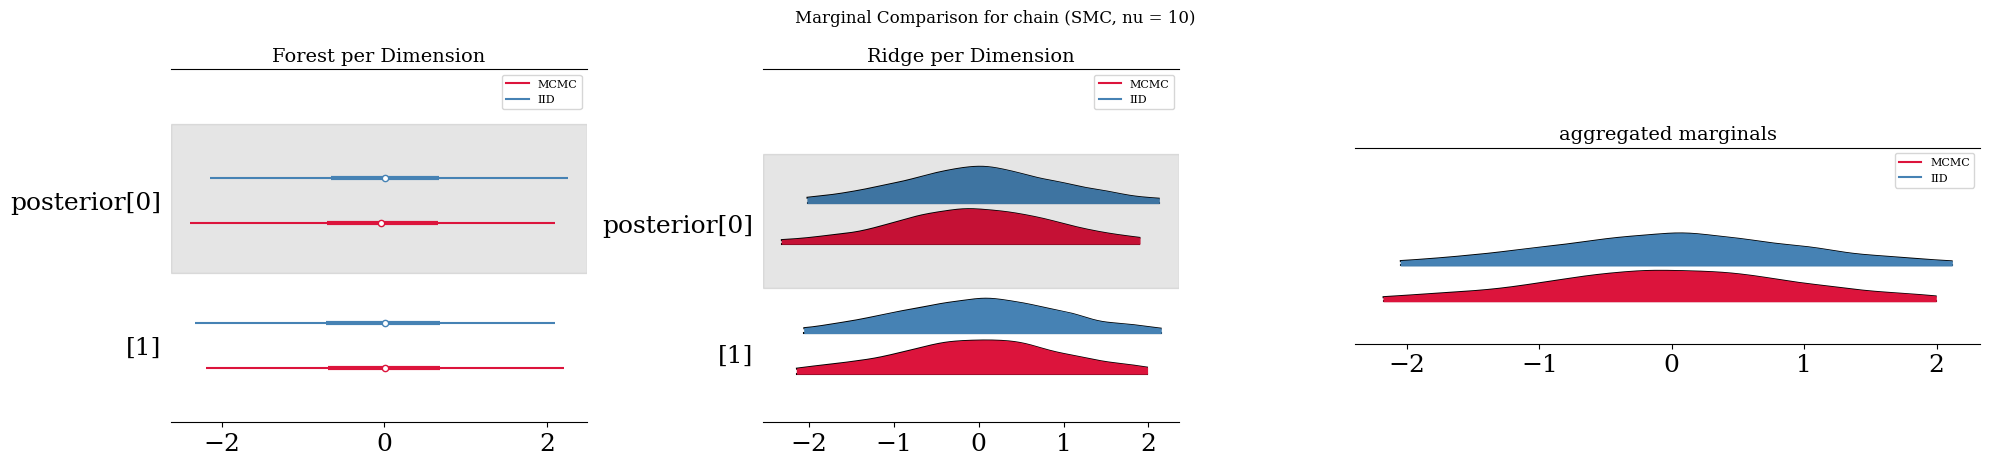 Marginal Comparison for chain (SMC, nu = 10)
Forest per Dimension
MCMC
IID
posterior[0]
[1]
−2 0 2
Ridge per Dimension
MCMC
IID
posterior[0]
[1]
−2 −1 0 1 2
aggregated marginals
MCMC
IID
−2 −1 0 1 2